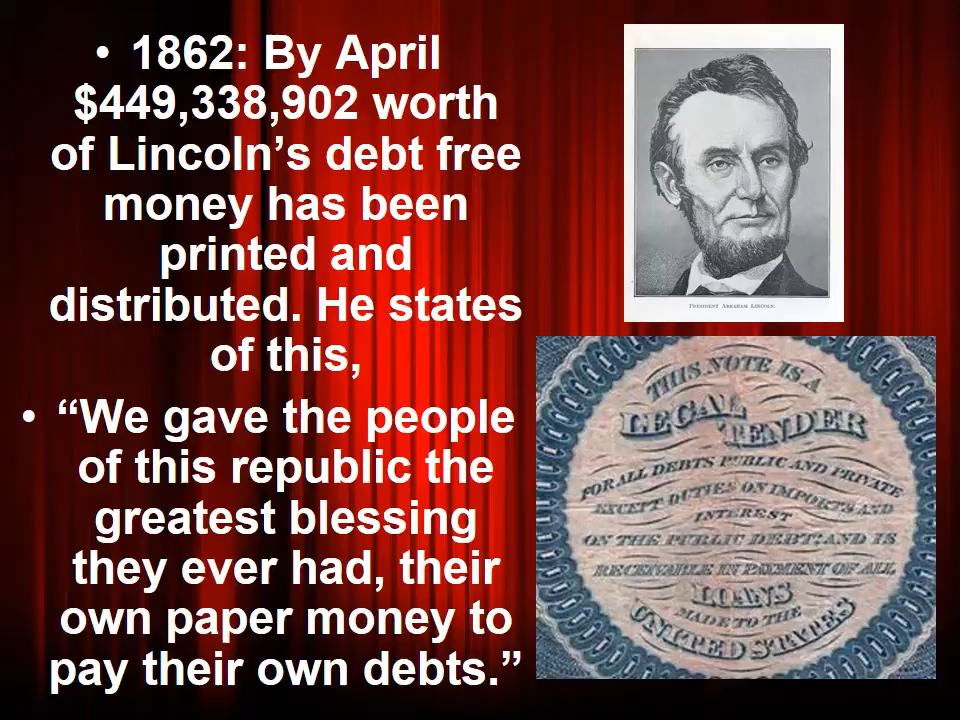 • 1862: By April
$449,338,902 worth
of Lincoln’s debt free
money has been
printed and
distributed. He states
of this,
• “We gave the people
of this republic the
greatest blessing
they ever had, their
own paper money to
pay their own debts.”
PRESIDENT ABRAHAM LINCOLN.
THIS NOTE IS A
LEGAL
TENDER
FOR ALL DEBTS PUBLIC AND PRIVATE
EXCEPT DUTIES ON IMPORTS AND
INTEREST
ON THE PUBLIC DEBT; AND IS
RECEIVABLE IN PAYMENT OF ALL
LOANS
MADE TO THE
UNITED STATES